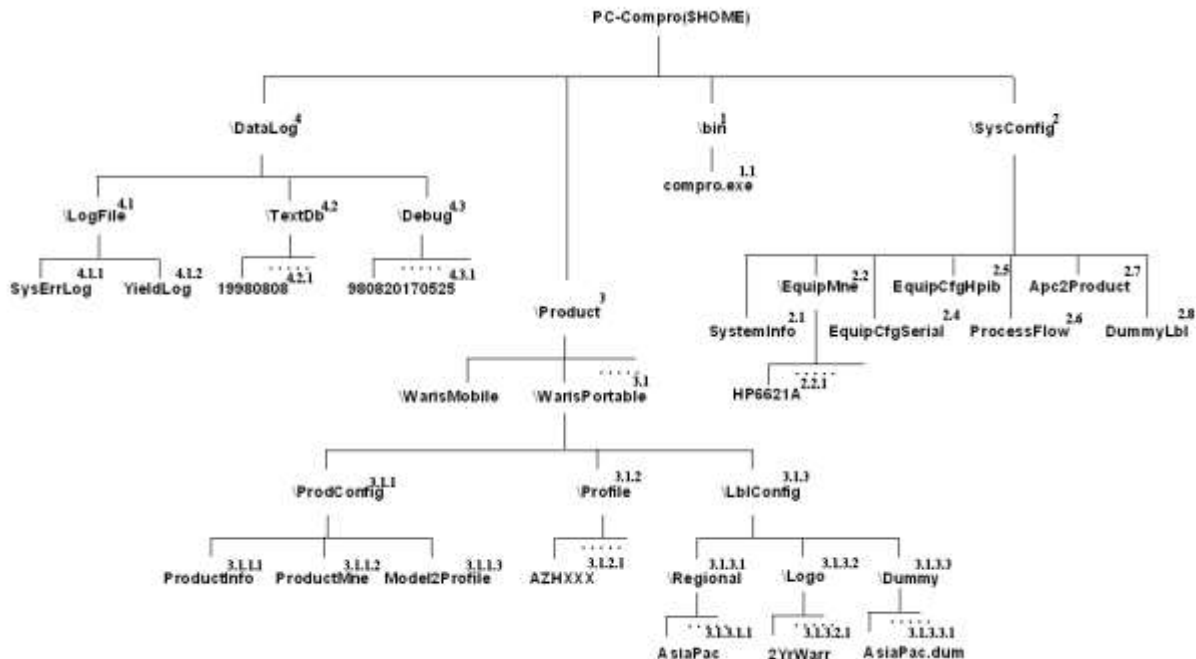 PC-Compro($HOME)
\DataLog 4
\bin 1
\SysConfig 2
compro.exe 1.1
\LogFile 4.1
\TextDb 4.2
\Debug 4.3
SysErrLog 4.1.1
YieldLog 4.1.2
19980808 4.2.1
980820170525 4.3.1
\Product 3
\EquipMne 2.2
EquipCfgHpib 2.5
Apc2Product 2.7
SystemInfo 2.1
EquipCfgSerial 2.4
ProcessFlow 2.6
DummyLbl 2.8
HP6621A 2.2.1
\WarisMobile
\WarisPortable 3.1
\ProdConfig 3.1.1
\Profile 3.1.2
\LblConfig 3.1.3
ProductInfo 3.1.1.1
ProductMne 3.1.1.2
Model2Profile 3.1.1.3
AZHXXX 3.1.2.1
\Regional 3.1.3.1
\Logo 3.1.3.2
\Dummy 3.1.3.3
AsiaPac 3.1.3.1.1
2YrWarr 3.1.3.2.1
AsiaPac.dum 3.1.3.3.1